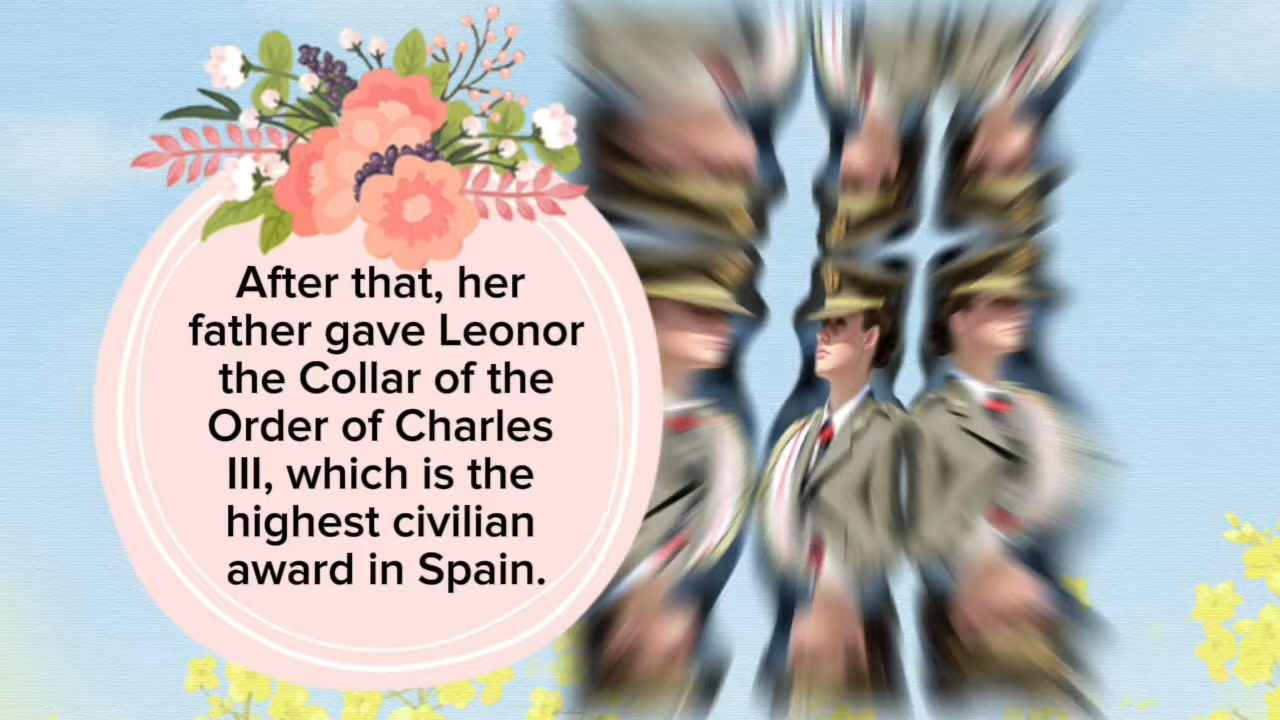 After that, her
father gave Leonor
the Collar of the
Order of Charles
III, which is the
highest civilian
award in Spain.